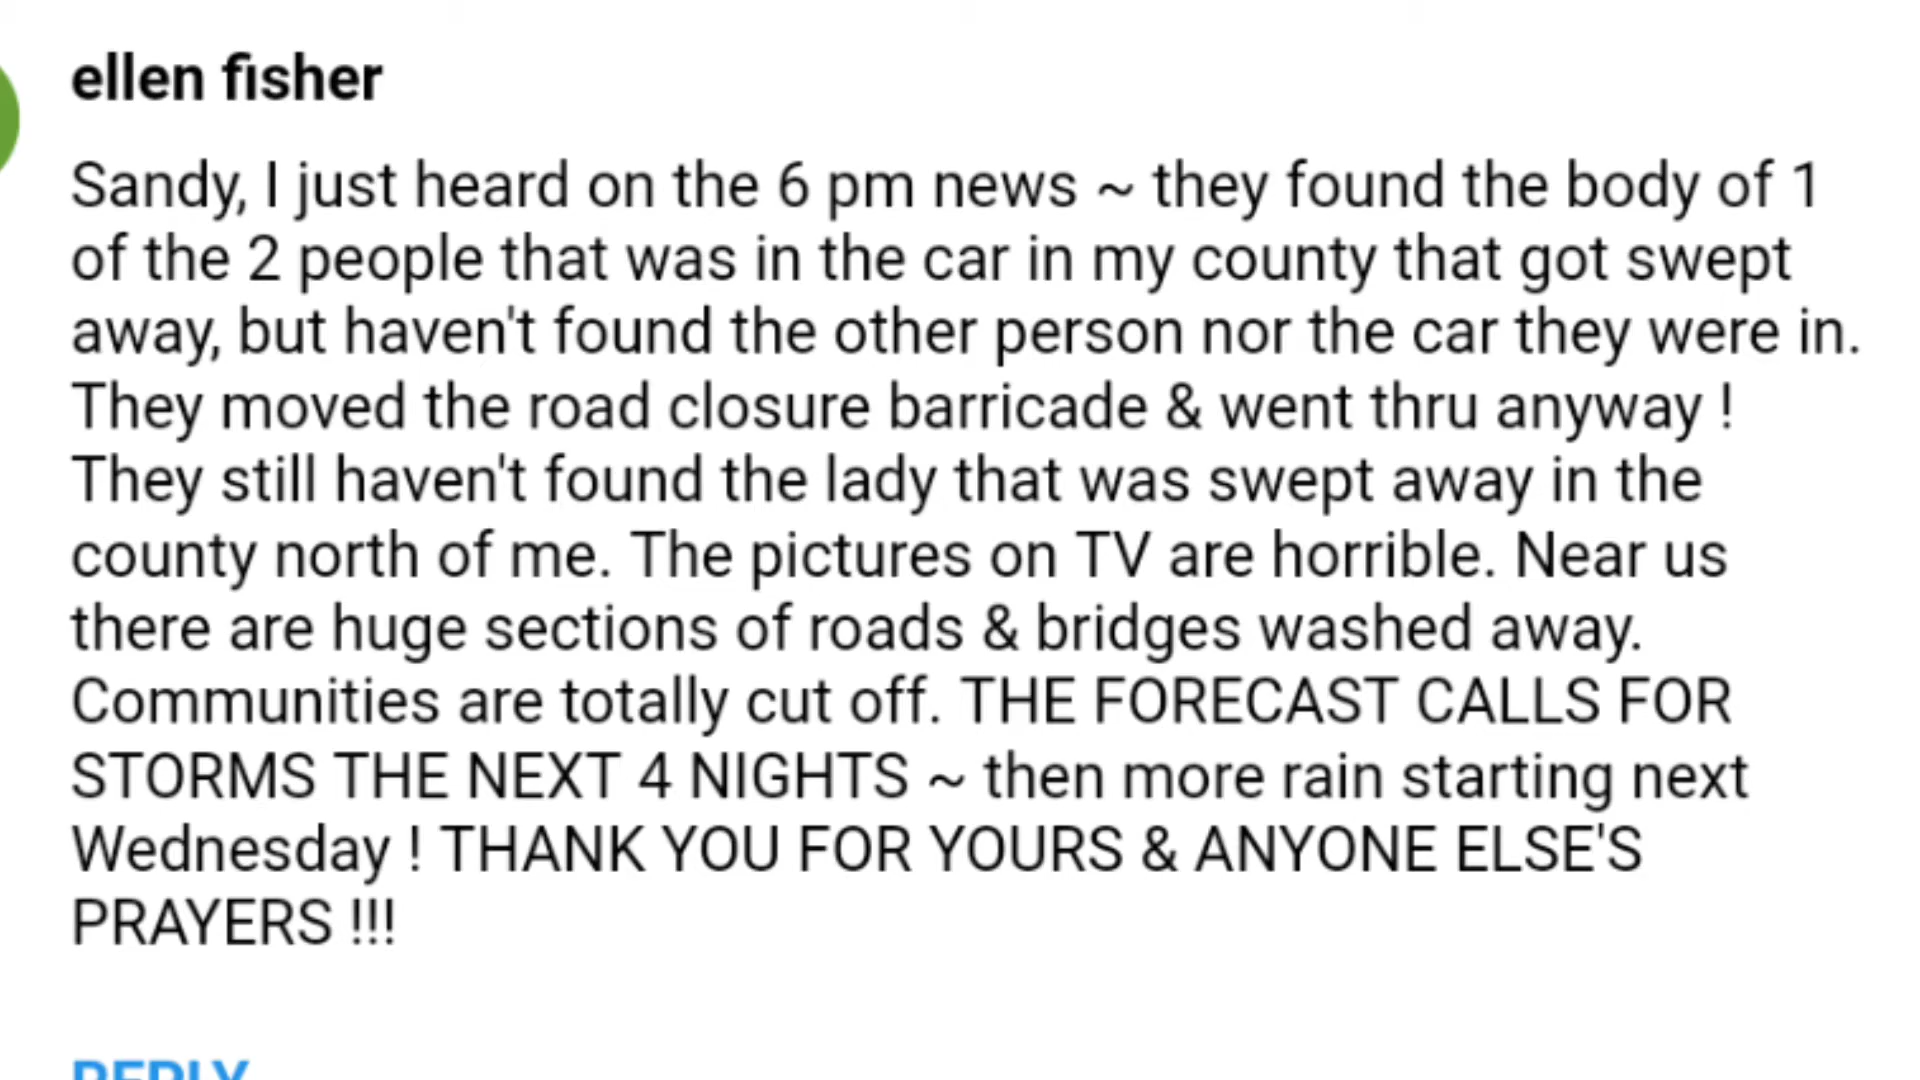 ellen fisher
Sandy, I just heard on the 6 pm news ~ they found the body of 1
of the 2 people that was in the car in my county that got swept
away, but haven't found the other person nor the car they were in.
They moved the road closure barricade & went thru anyway !
They still haven't found the lady that was swept away in the
county north of me. The pictures on TV are horrible. Near us
there are huge sections of roads & bridges washed away.
Communities are totally cut off. THE FORECAST CALLS FOR
STORMS THE NEXT 4 NIGHTS ~ then more rain starting next
Wednesday ! THANK YOU FOR YOURS & ANYONE ELSE'S
PRAYERS !!!
REPLY